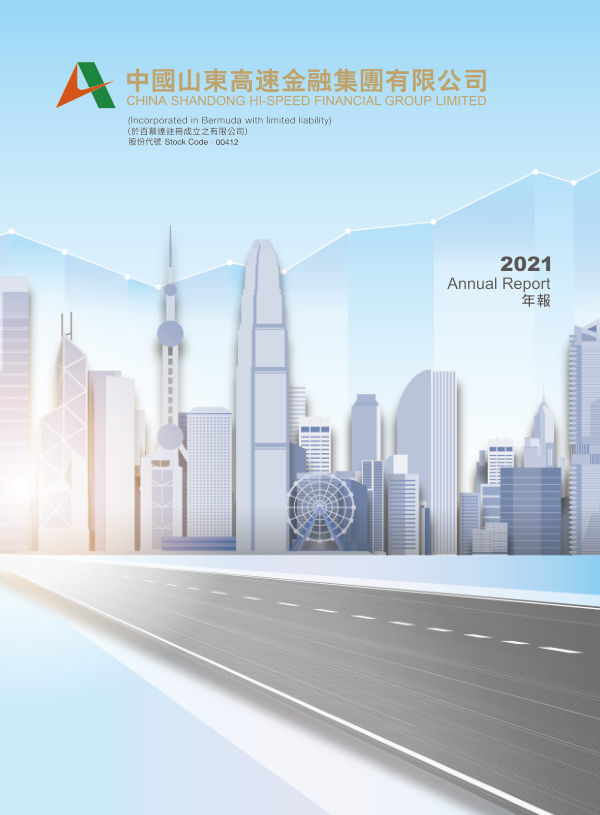 中國山東高速金融集團有限公司
CHINA SHANDONG HI-SPEED FINANCIAL GROUP LIMITED
(Incorporated in Bermuda with limited liability)
(於百慕達註冊成立之有限公司)
股份代號 Stock Code : 00412
2021
Annual Report
年報